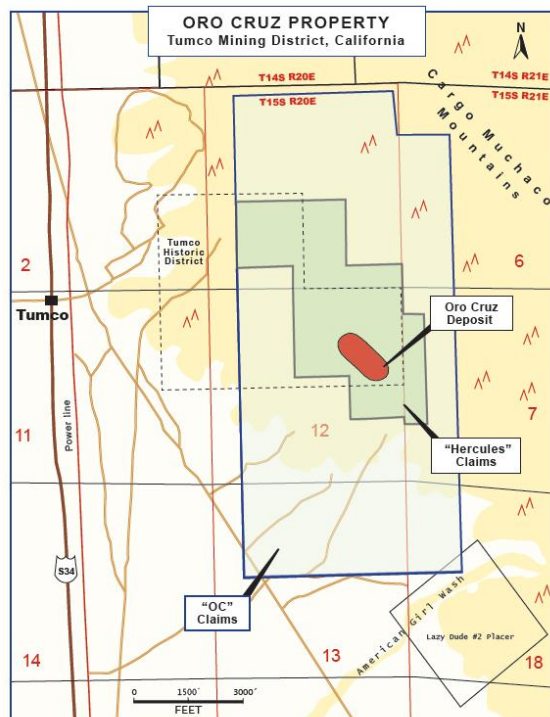 ORO CRUZ PROPERTY
Tumco Mining District, California
N
T14S R20E
T15S R20E
T14S R21E
T15S R21E
Cargo Muchaco
Mountains
Tumco
Historic
District
2
6
Tumco
Oro Cruz
Deposit
Power line
11
12
7
"Hercules"
Claims
S34
"OC"
Claims
American Girl Wash
Lazy Dude #2 Placer
14
13
18
0 1500' 3000'
FEET